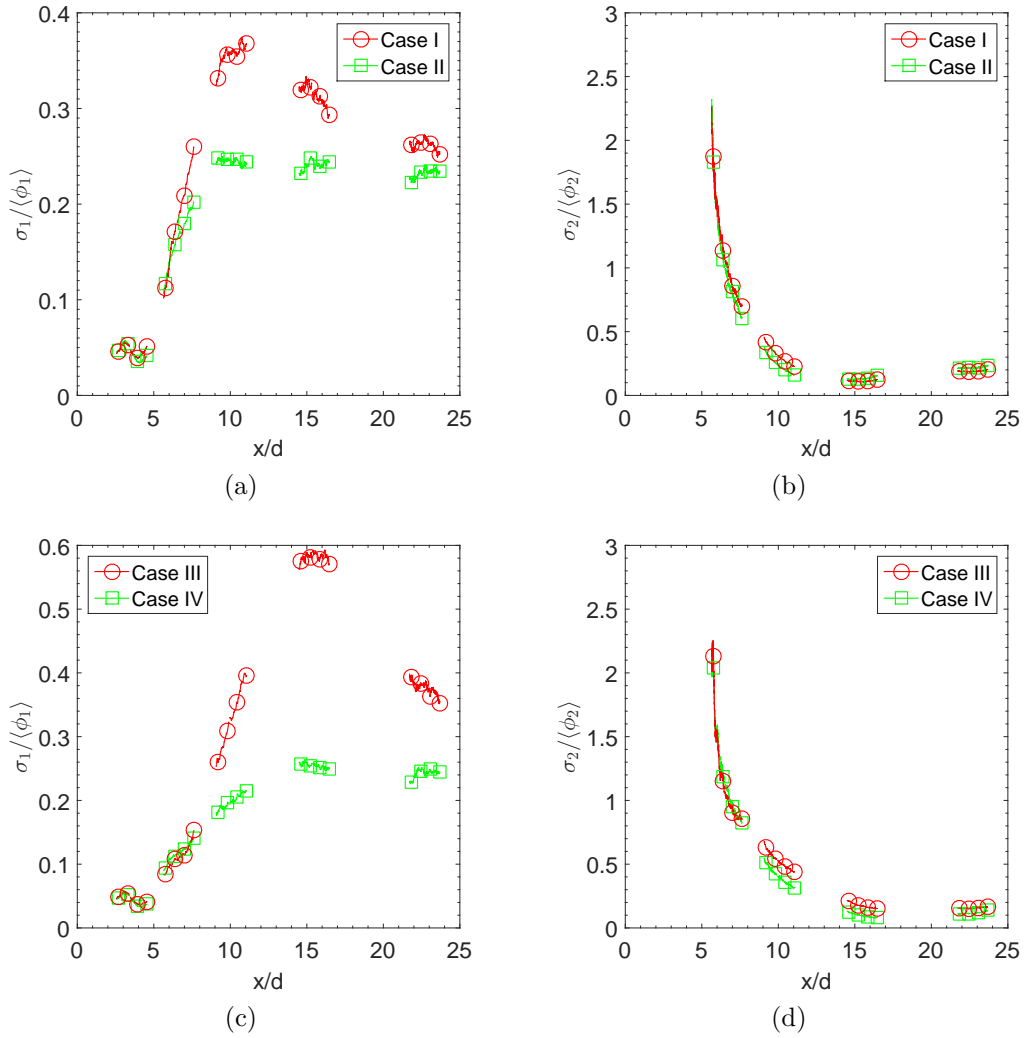 0.4
0.3
0.2
0.1
0
σ₁/⟨ϕ₁⟩
Case I
Case II
0 5 10 15 20 25
x/d
(a)
3
2.5
2
1.5
1
0.5
0
σ₂/⟨ϕ₂⟩
Case I
Case II
0 5 10 15 20 25
x/d
(b)
0.6
0.5
0.4
0.3
0.2
0.1
0
σ₁/⟨ϕ₁⟩
Case III
Case IV
0 5 10 15 20 25
x/d
(c)
3
2.5
2
1.5
1
0.5
0
σ₂/⟨ϕ₂⟩
Case III
Case IV
0 5 10 15 20 25
x/d
(d)